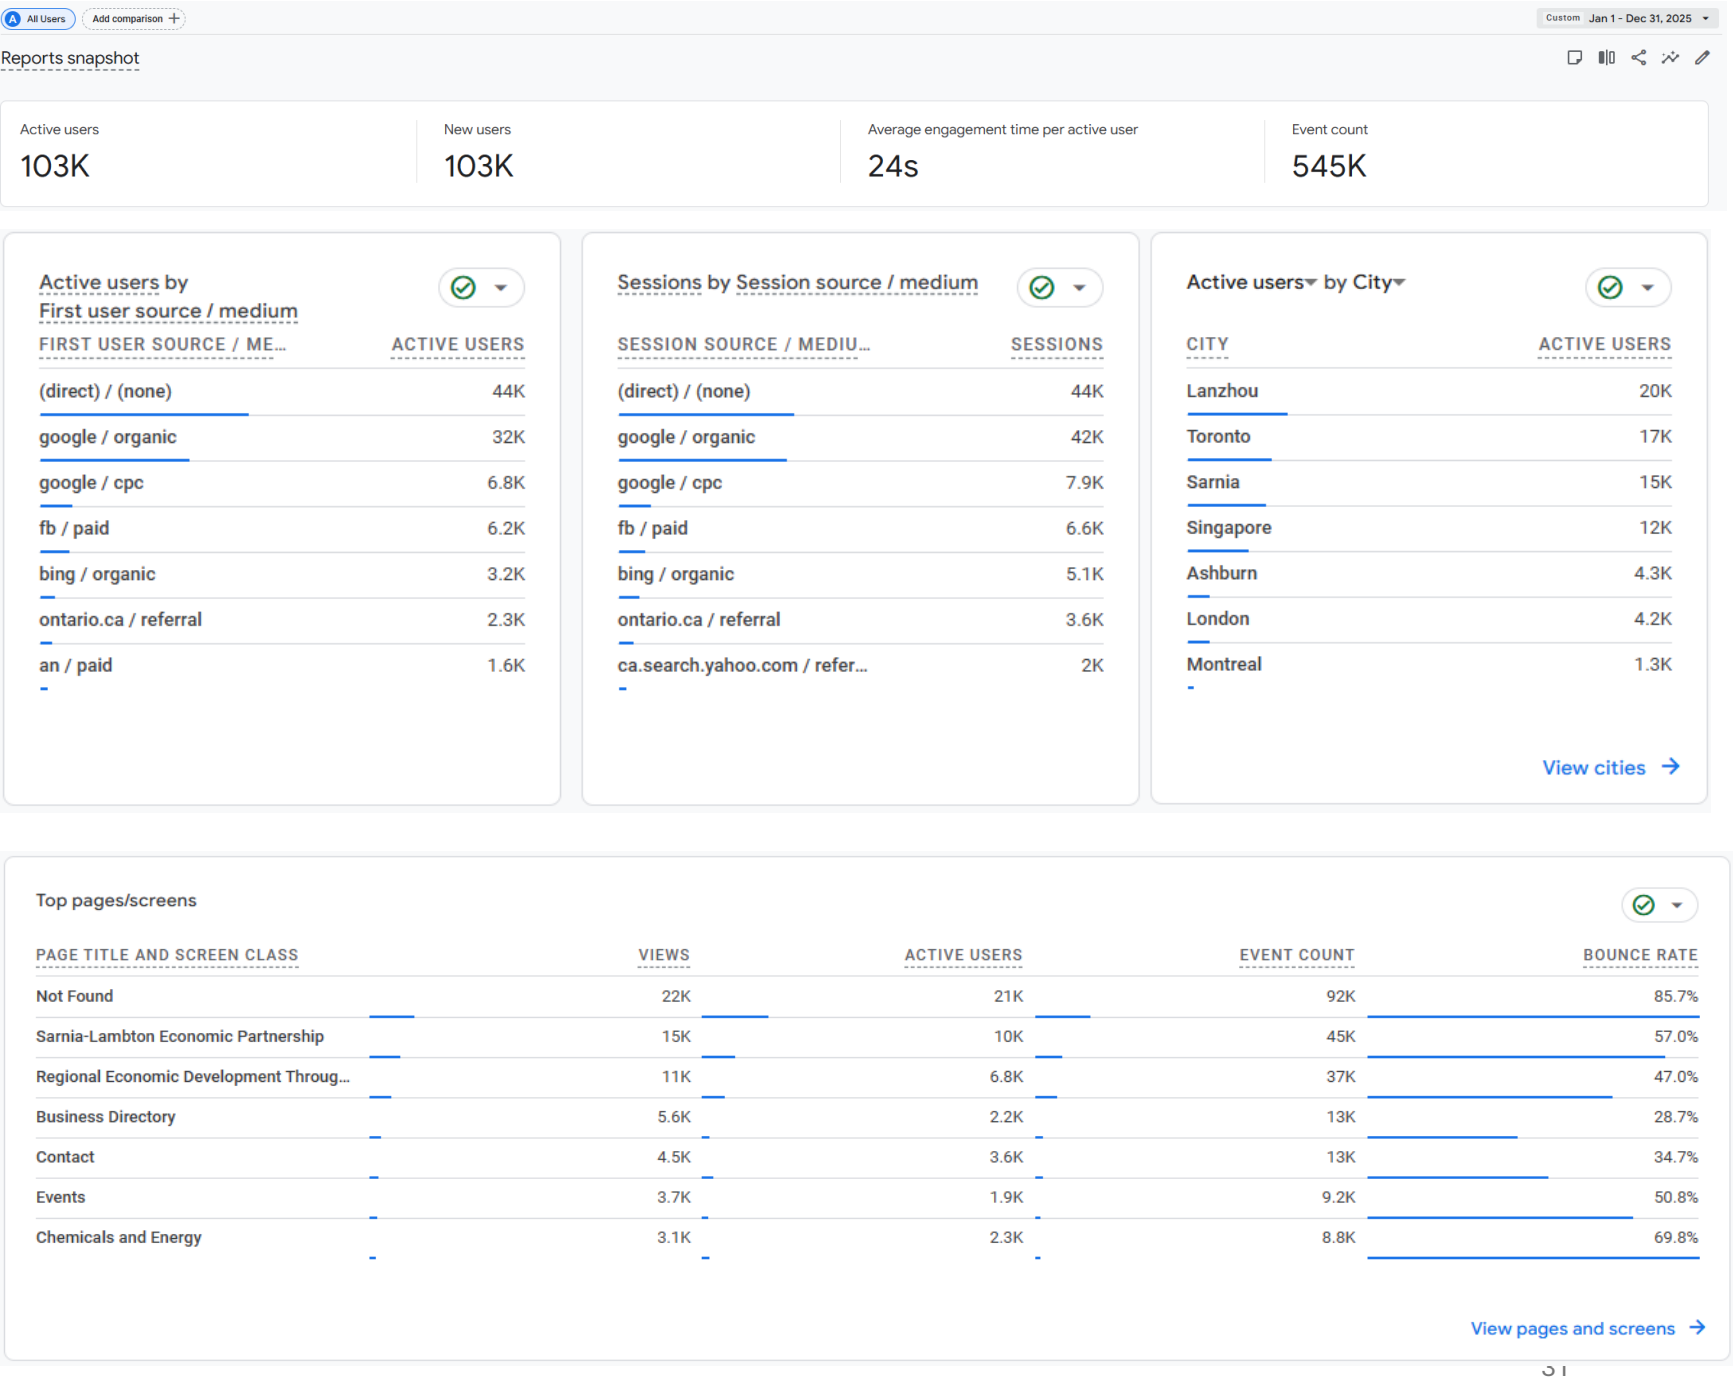 A All Users Add comparison + Custom Jan 1 - Dec 31, 2025
Reports snapshot
Active users New users Average engagement time per active user Event count
103K 103K 24s 545K
Active users by
First user source / medium
FIRST USER SOURCE / ME... ACTIVE USERS
(direct) / (none) 44K
google / organic 32K
google / cpc 6.8K
fb / paid 6.2K
bing / organic 3.2K
ontario.ca / referral 2.3K
an / paid 1.6K
Sessions by Session source / medium
SESSION SOURCE / MEDIU... SESSIONS
(direct) / (none) 44K
google / organic 42K
google / cpc 7.9K
fb / paid 6.6K
bing / organic 5.1K
ontario.ca / referral 3.6K
ca.search.yahoo.com / refer... 2K
Active users by City
CITY ACTIVE USERS
Lanzhou 20K
Toronto 17K
Sarnia 15K
Singapore 12K
Ashburn 4.3K
London 4.2K
Montreal 1.3K
View cities
Top pages/screens
PAGE TITLE AND SCREEN CLASS VIEWS ACTIVE USERS EVENT COUNT BOUNCE RATE
Not Found 22K 21K 92K 85.7%
Sarnia-Lambton Economic Partnership 15K 10K 45K 57.0%
Regional Economic Development Throug... 11K 6.8K 37K 47.0%
Business Directory 5.6K 2.2K 13K 28.7%
Contact 4.5K 3.6K 13K 34.7%
Events 3.7K 1.9K 9.2K 50.8%
Chemicals and Energy 3.1K 2.3K 8.8K 69.8%
View pages and screens